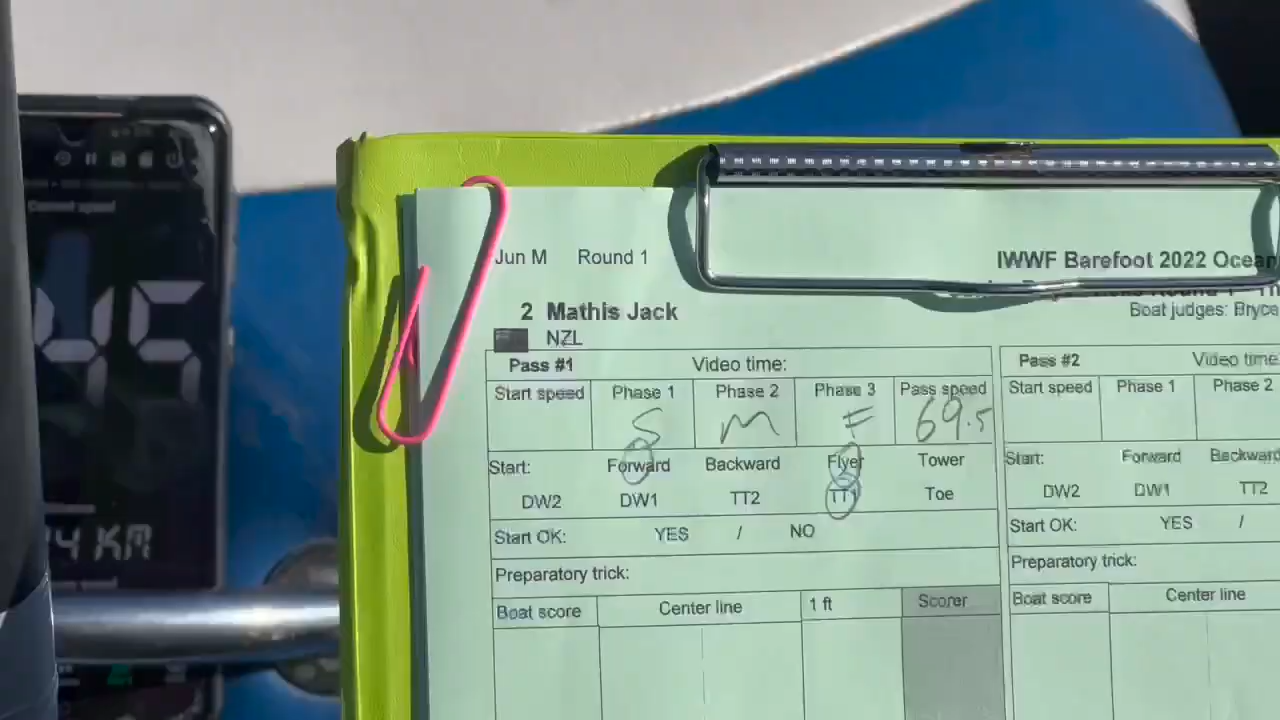 Jun M Round 1
IWWF Barefoot 2022
2 Mathis Jack
Boat judges: Bryce
NZL
Pass #1 Video time:
Start speed Phase 1 Phase 2 Phase 3 Pass speed
S M F 69.5
Start: Forward Backward Flyer Tower
DW2 DW1 TT2 TT1 Toe
Start OK: YES / NO
Preparatory trick:
Boat score Center line 1 ft Scorer
Pass #2 Video time:
Start speed Phase 1 Phase 2
Start: Forward Backward
DW2 DW1 TT2
Start OK: YES /
Preparatory trick:
Boat score Center line
45
KM